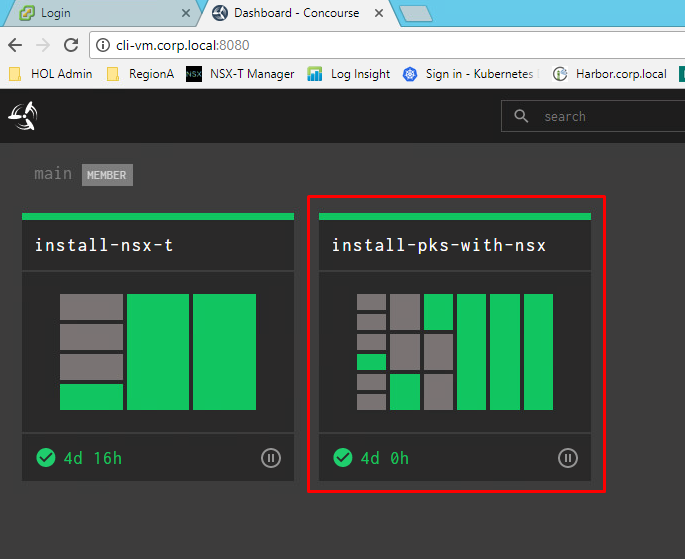 Login
Dashboard - Concourse
cli-vm.corp.local:8080
HOL Admin
RegionA
NSX
NSX-T Manager
Log Insight
Sign in - Kubernetes
Harbor.corp.local
search
main MEMBER
install-nsx-t
install-pks-with-nsx
4d 16h
4d 0h